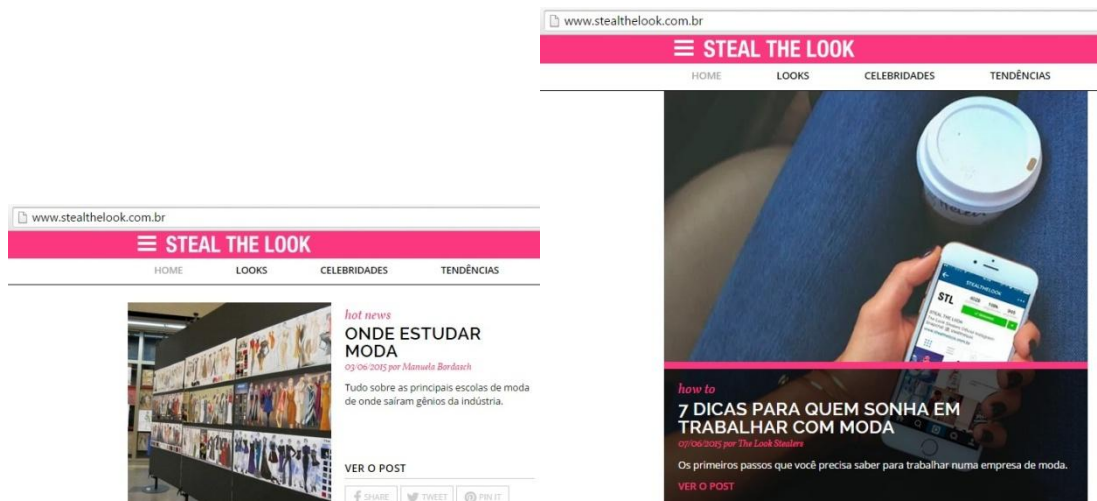 www.stealthelook.com.br
STEAL THE LOOK
HOME LOOKS CELEBRIDADES TENDÊNCIAS
hot news
ONDE ESTUDAR
MODA
03/06/2015 por Manuela Bordasch
Tudo sobre as principais escolas de moda
de onde saíram gênios da indústria.
VER O POST
SHARE TWEET PIN IT
www.stealthelook.com.br
STEAL THE LOOK
HOME LOOKS CELEBRIDADES TENDÊNCIAS
STEALTHELOOK
STL
how to
7 DICAS PARA QUEM SONHA EM
TRABALHAR COM MODA
07/06/2015 por The Look Stealers
Os primeiros passos que você precisa saber para trabalhar numa empresa de moda.
VER O POST